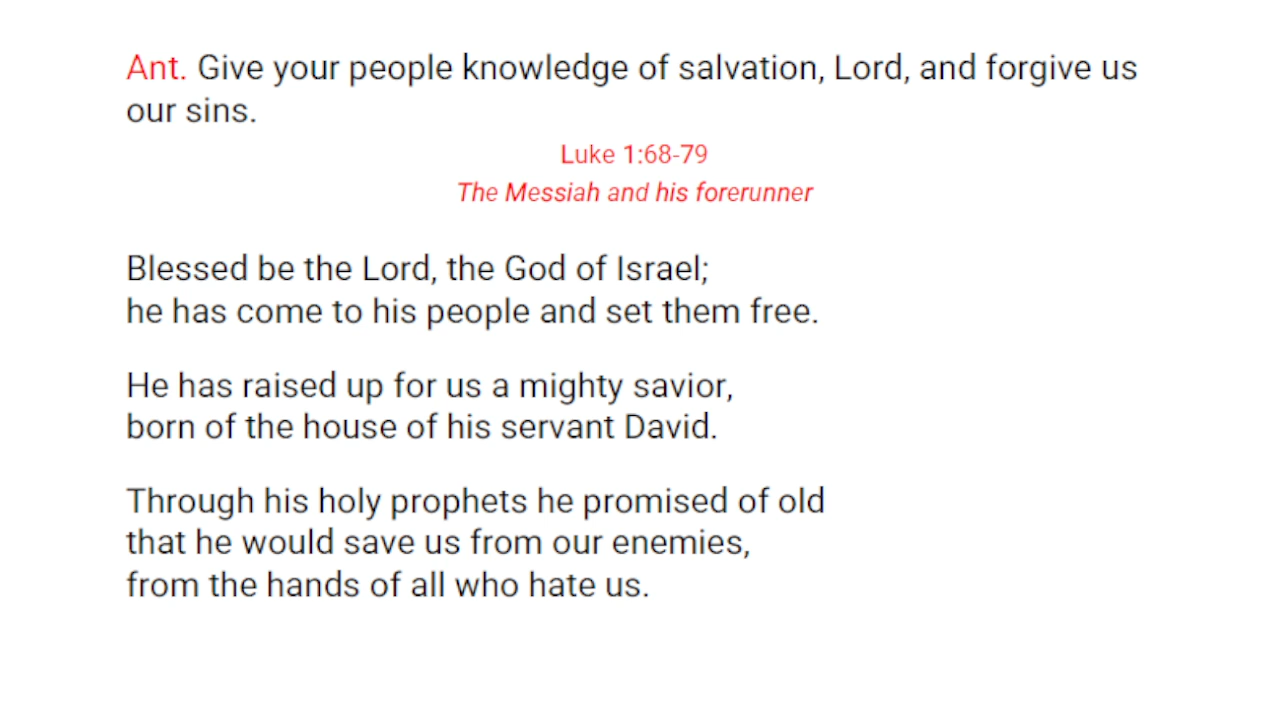 Ant. Give your people knowledge of salvation, Lord, and forgive us
our sins.
Luke 1:68-79
The Messiah and his forerunner
Blessed be the Lord, the God of Israel;
he has come to his people and set them free.
He has raised up for us a mighty savior,
born of the house of his servant David.
Through his holy prophets he promised of old
that he would save us from our enemies,
from the hands of all who hate us.